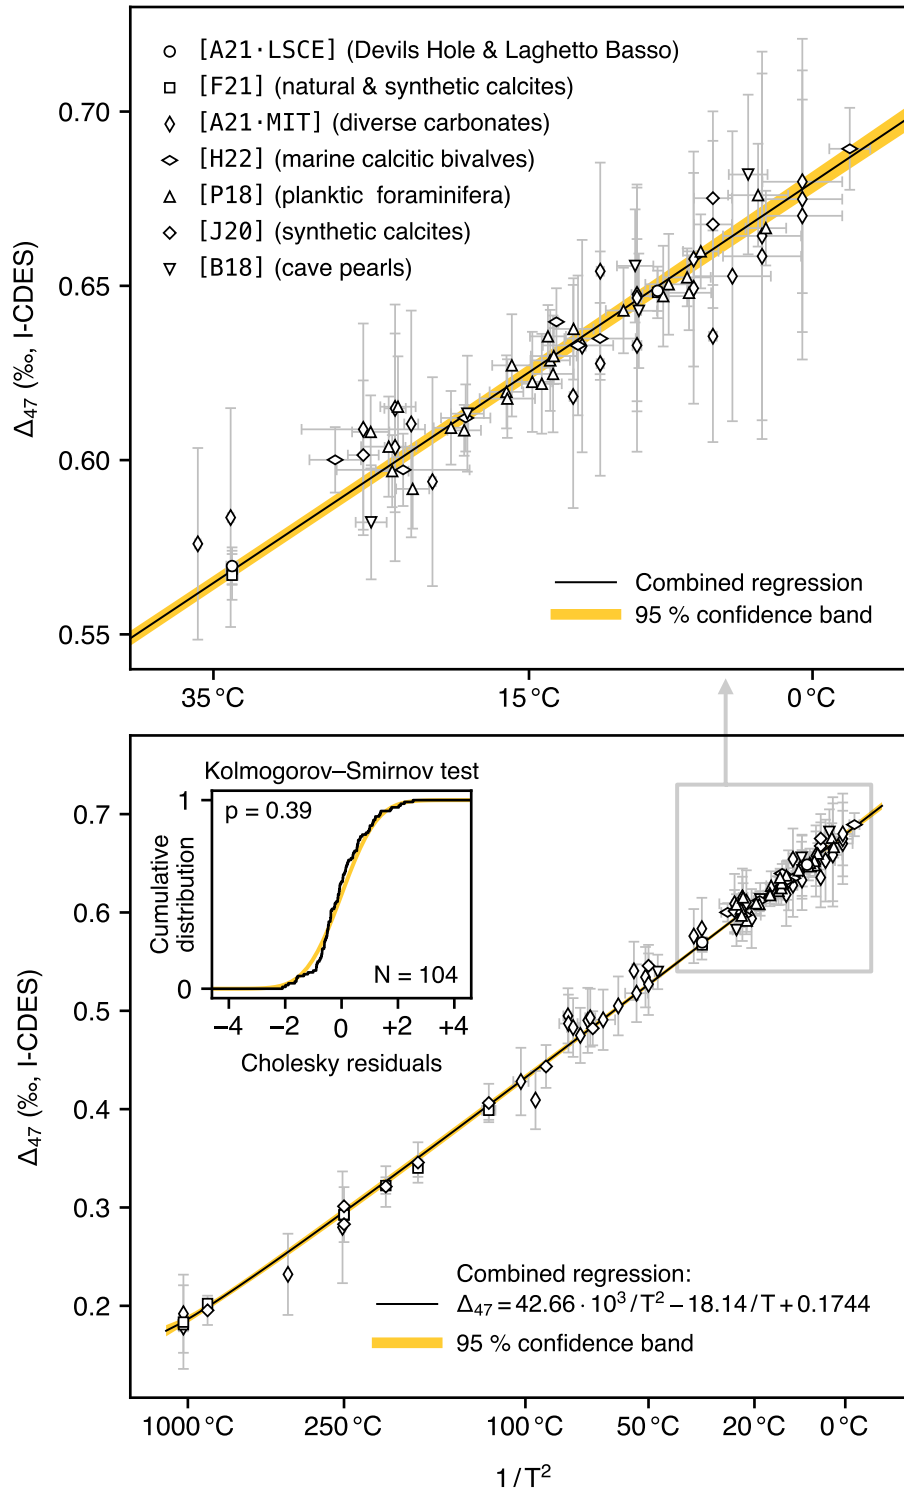 [A21·LSCE] (Devils Hole & Laghetto Basso)
[F21] (natural & synthetic calcites)
[A21·MIT] (diverse carbonates)
[H22] (marine calcitic bivalves)
[P18] (planktic foraminifera)
[J20] (synthetic calcites)
[B18] (cave pearls)
0.70
0.65
0.60
0.55
Δ47 (‰, I-CDES)
Combined regression
95 % confidence band
35 °C
15 °C
0 °C
Kolmogorov–Smirnov test
p = 0.39
N = 104
1
0
Cumulative
distribution
−4
−2
0
+2
+4
Cholesky residuals
0.7
0.6
0.5
0.4
0.3
0.2
Δ47 (‰, I-CDES)
Combined regression:
Δ47 = 42.66 · 10³ / T² − 18.14 / T + 0.1744
95 % confidence band
1000 °C
250 °C
100 °C
50 °C
20 °C
0 °C
1 / T²